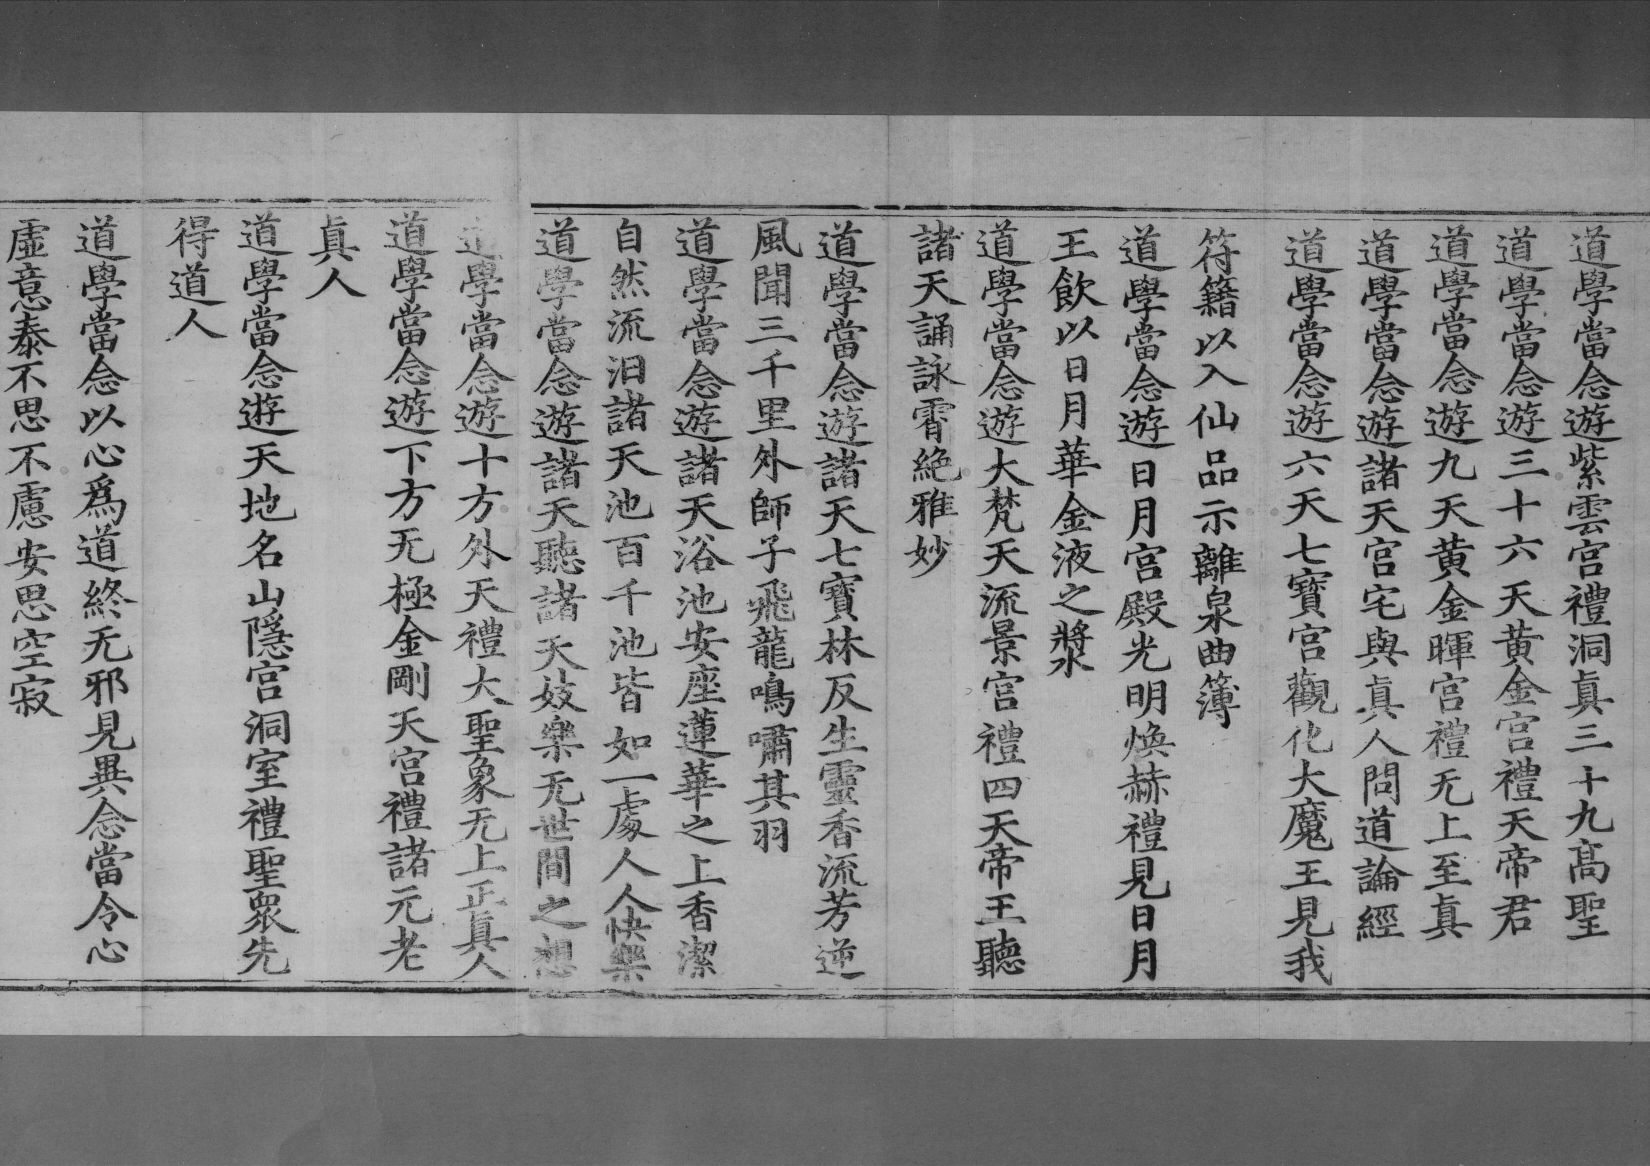 道學當念遊紫雲宮禮洞真三十九髙聖
道學當念遊三十六天黄金宮禮天帝君
道學當念遊九天黄金暉宮禮无上至真
道學當念遊諸天宮宅與真人問道論經
道學當念遊六天七寶宮觀化大魔王見我
符籍以入仙品示離泉曲簿
道學當念遊日月宮殿光明煥赫禮見日月
王飲以日月華金液之漿
道學當念遊大梵天流景宮禮四天帝王聽
諸天誦詠霄絶雅妙
道學當念遊諸天七寶林反生靈香流芳逆
風聞三千里外師子飛龍鳴嘯其羽
道學當念遊諸天浴池安座蓮華之上香潔
自然流汩諸天池百千池皆如一處人人快樂
道學當念遊諸天聽諸天妓樂无世間之想
道學當念遊十方外天禮大聖衆无上正真人
道學當念遊下方无極金剛天宮禮諸元老
真人
道學當念遊天地名山隱宮洞室禮聖衆先
得道人
道學當念以心爲道終无邪見異念當令心
虛意泰不思不慮安思空寂